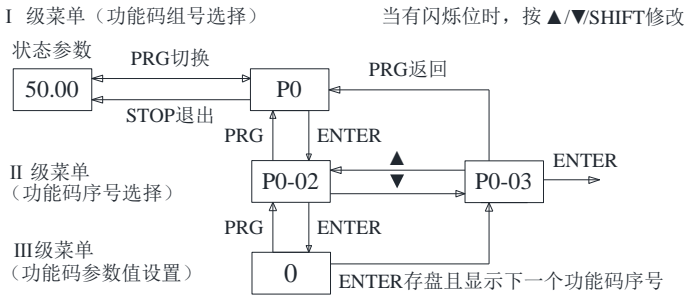 I 级菜单（功能码组号选择）
当有闪烁位时，按▲/▼/SHIFT修改
状态参数
PRG切换
PRG返回
50.00
P0
STOP退出
PRG
ENTER
▲
ENTER
II 级菜单
（功能码序号选择）
P0-02
▼
P0-03
PRG
ENTER
III级菜单
（功能码参数值设置）
0
ENTER存盘且显示下一个功能码序号